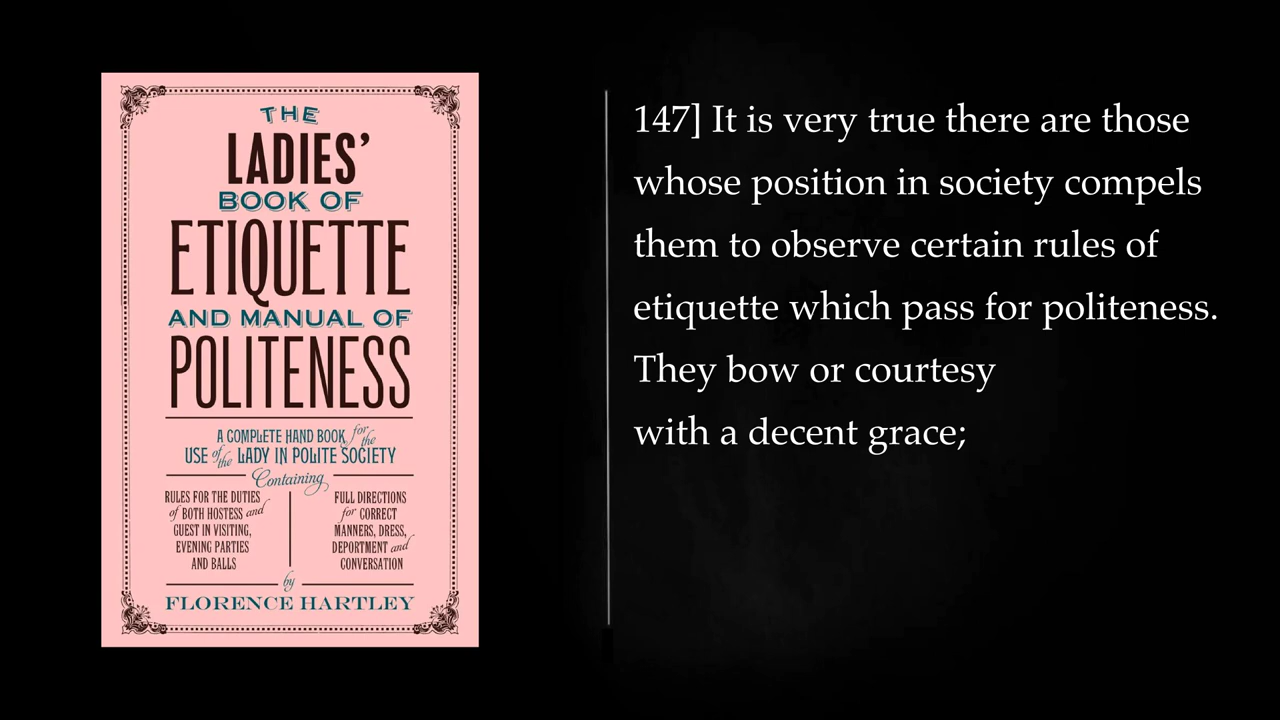 THE
LADIES'
BOOK OF
ETIQUETTE
AND MANUAL OF
POLITENESS
A COMPLETE HAND BOOK for the
USE of the LADY IN POLITE SOCIETY
Containing
RULES FOR THE DUTIES
of BOTH HOSTESS and
GUEST IN VISITING,
EVENING PARTIES
AND BALLS
FULL DIRECTIONS
for CORRECT
MANNERS, DRESS,
DEPORTMENT and
CONVERSATION
by
FLORENCE HARTLEY
147] It is very true there are those
whose position in society compels
them to observe certain rules of
etiquette which pass for politeness.
They bow or courtesy
with a decent grace;